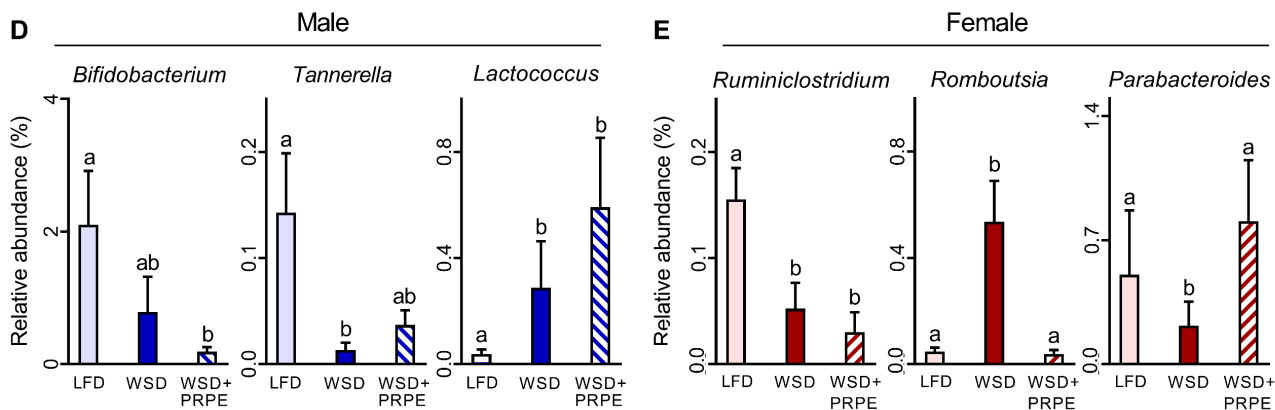 D
Male
Bifidobacterium
Tannerella
Lactococcus
Relative abundance (%)
4
2
0
a
ab
b
LFD
WSD
WSD+
PRPE
0.2
0.1
0.0
a
b
ab
LFD
WSD
WSD+
PRPE
0.8
0.4
0.0
a
b
b
LFD
WSD
WSD+
PRPE
E
Female
Ruminiclostridium
Romboutsia
Parabacteroides
Relative abundance (%)
0.2
0.1
0.0
a
b
b
LFD
WSD
WSD+
PRPE
0.8
0.4
0.0
a
b
a
LFD
WSD
WSD+
PRPE
1.4
0.7
0.0
a
b
a
LFD
WSD
WSD+
PRPE